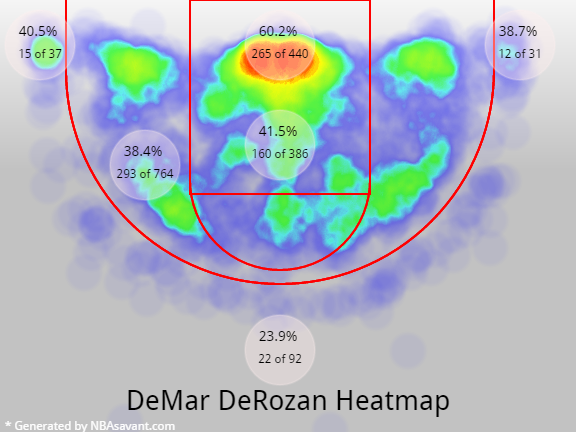 40.5%
15 of 37
60.2%
265 of 440
38.7%
12 of 31
41.5%
160 of 386
38.4%
293 of 764
23.9%
22 of 92
DeMar DeRozan Heatmap
* Generated by NBAsavant.com